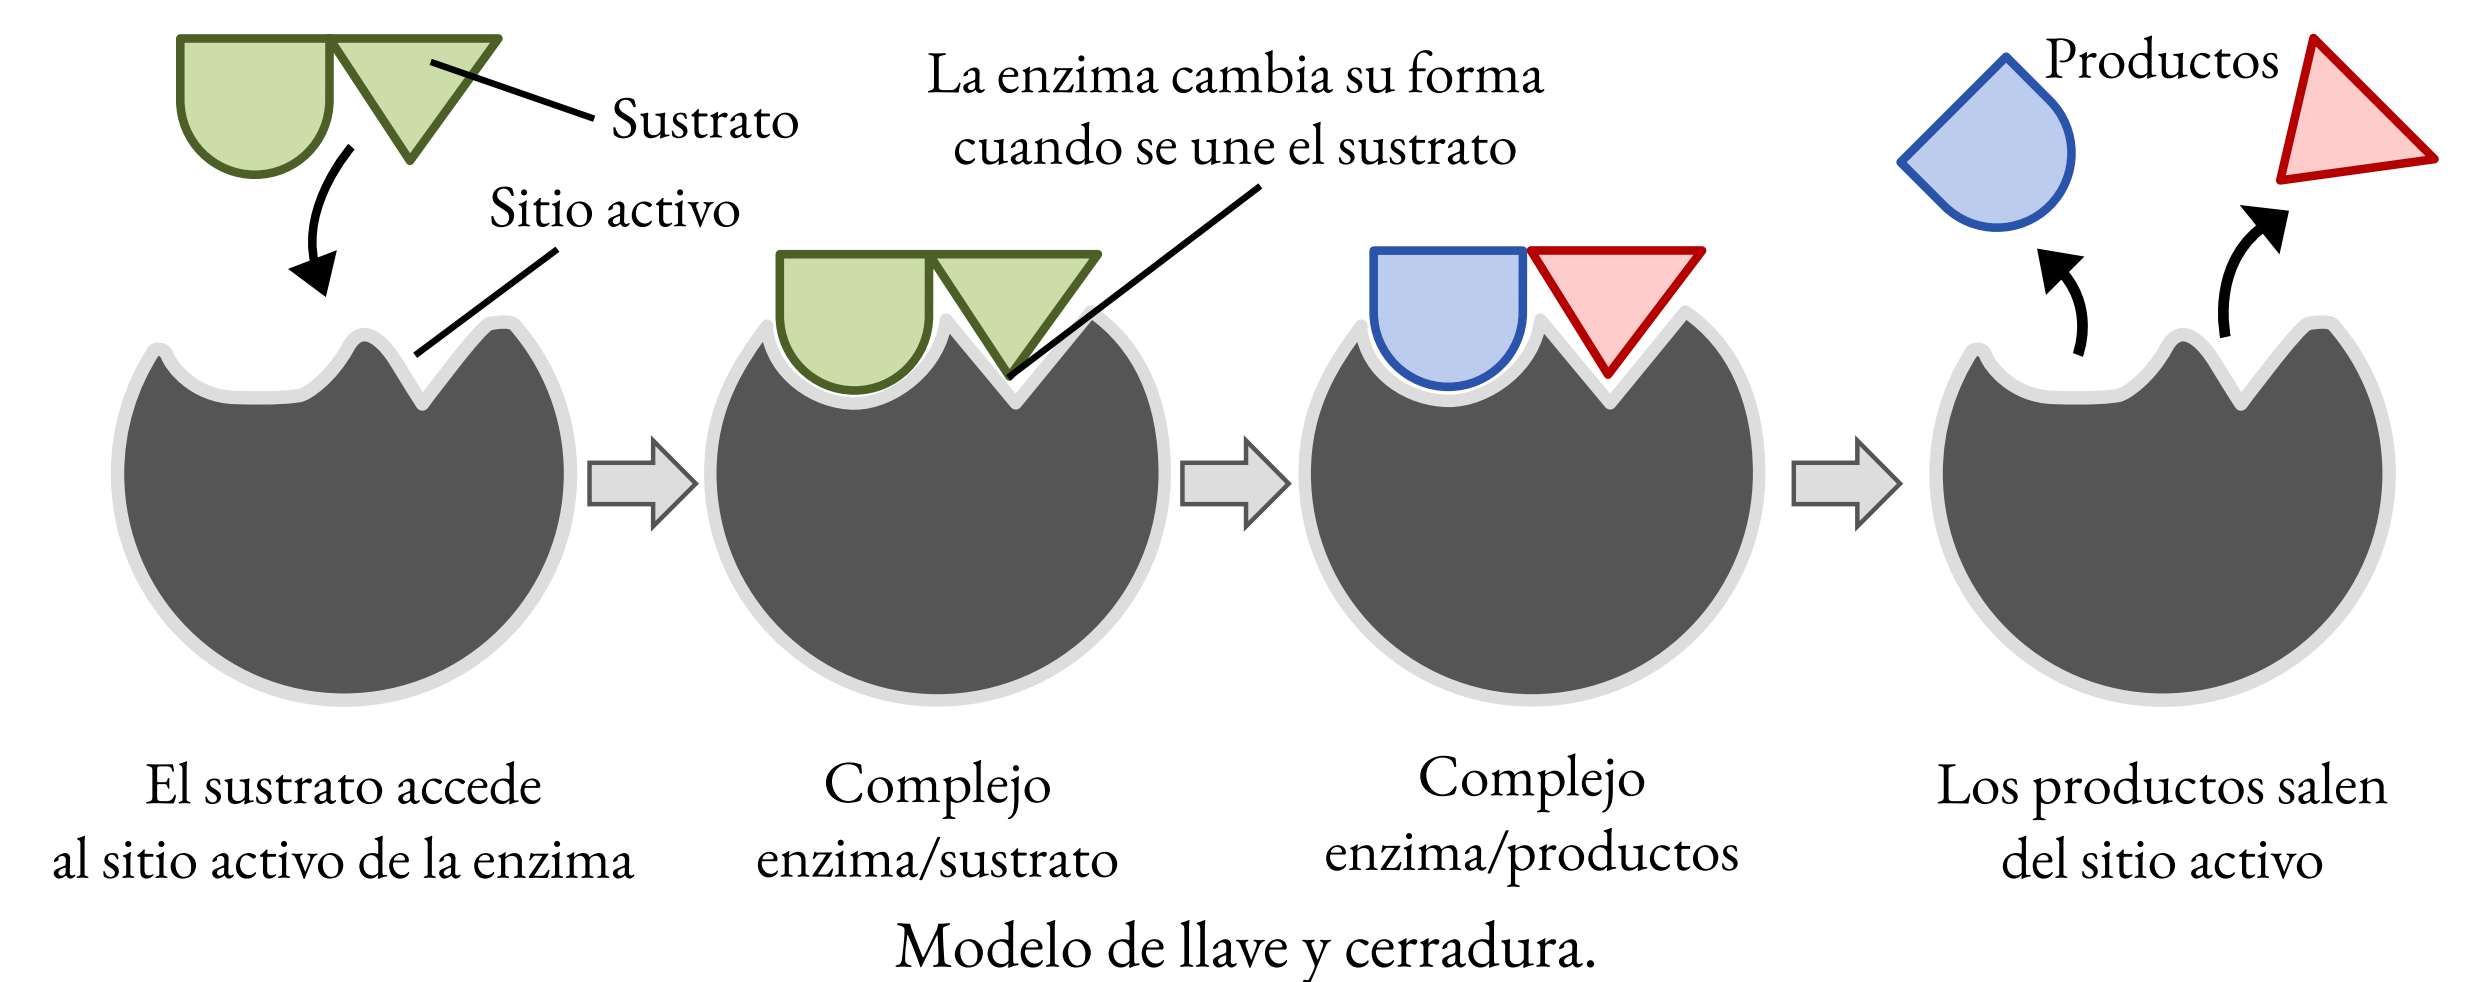 Sustrato
Sitio activo
La enzima cambia su forma
cuando se une el sustrato
Productos
El sustrato accede
al sitio activo de la enzima
Complejo
enzima/sustrato
Complejo
enzima/productos
Los productos salen
del sitio activo
Modelo de llave y cerradura.